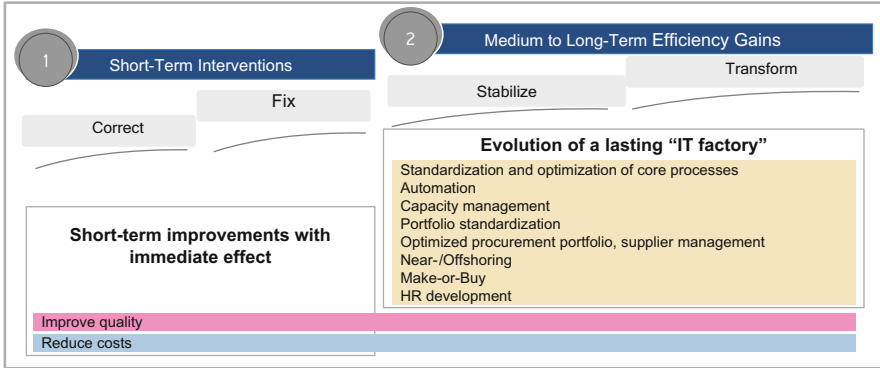 1
Short-Term Interventions
Correct
Fix
Short-term improvements with
immediate effect
2
Medium to Long-Term Efficiency Gains
Stabilize
Transform
Evolution of a lasting “IT factory”
Standardization and optimization of core processes
Automation
Capacity management
Portfolio standardization
Optimized procurement portfolio, supplier management
Near-/Offshoring
Make-or-Buy
HR development
Improve quality
Reduce costs